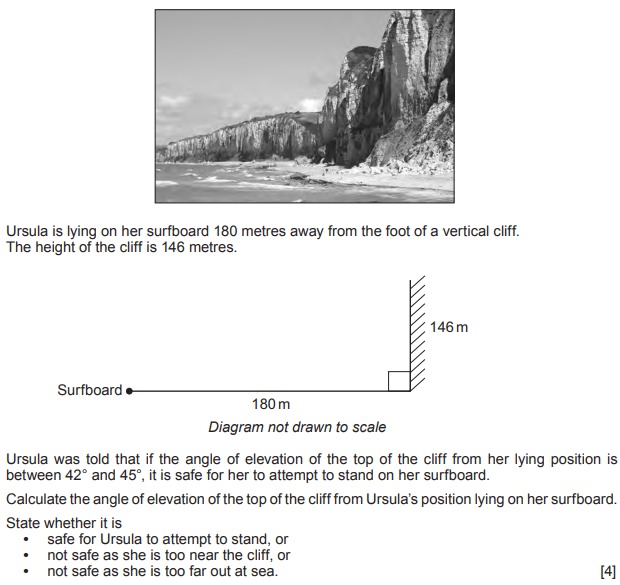 Ursula is lying on her surfboard 180 metres away from the foot of a vertical cliff.
The height of the cliff is 146 metres.
146 m
Surfboard
180 m
Diagram not drawn to scale
Ursula was told that if the angle of elevation of the top of the cliff from her lying position is
between 42° and 45°, it is safe for her to attempt to stand on her surfboard.
Calculate the angle of elevation of the top of the cliff from Ursula's position lying on her surfboard.
State whether it is
• safe for Ursula to attempt to stand, or
• not safe as she is too near the cliff, or
• not safe as she is too far out at sea. [4]